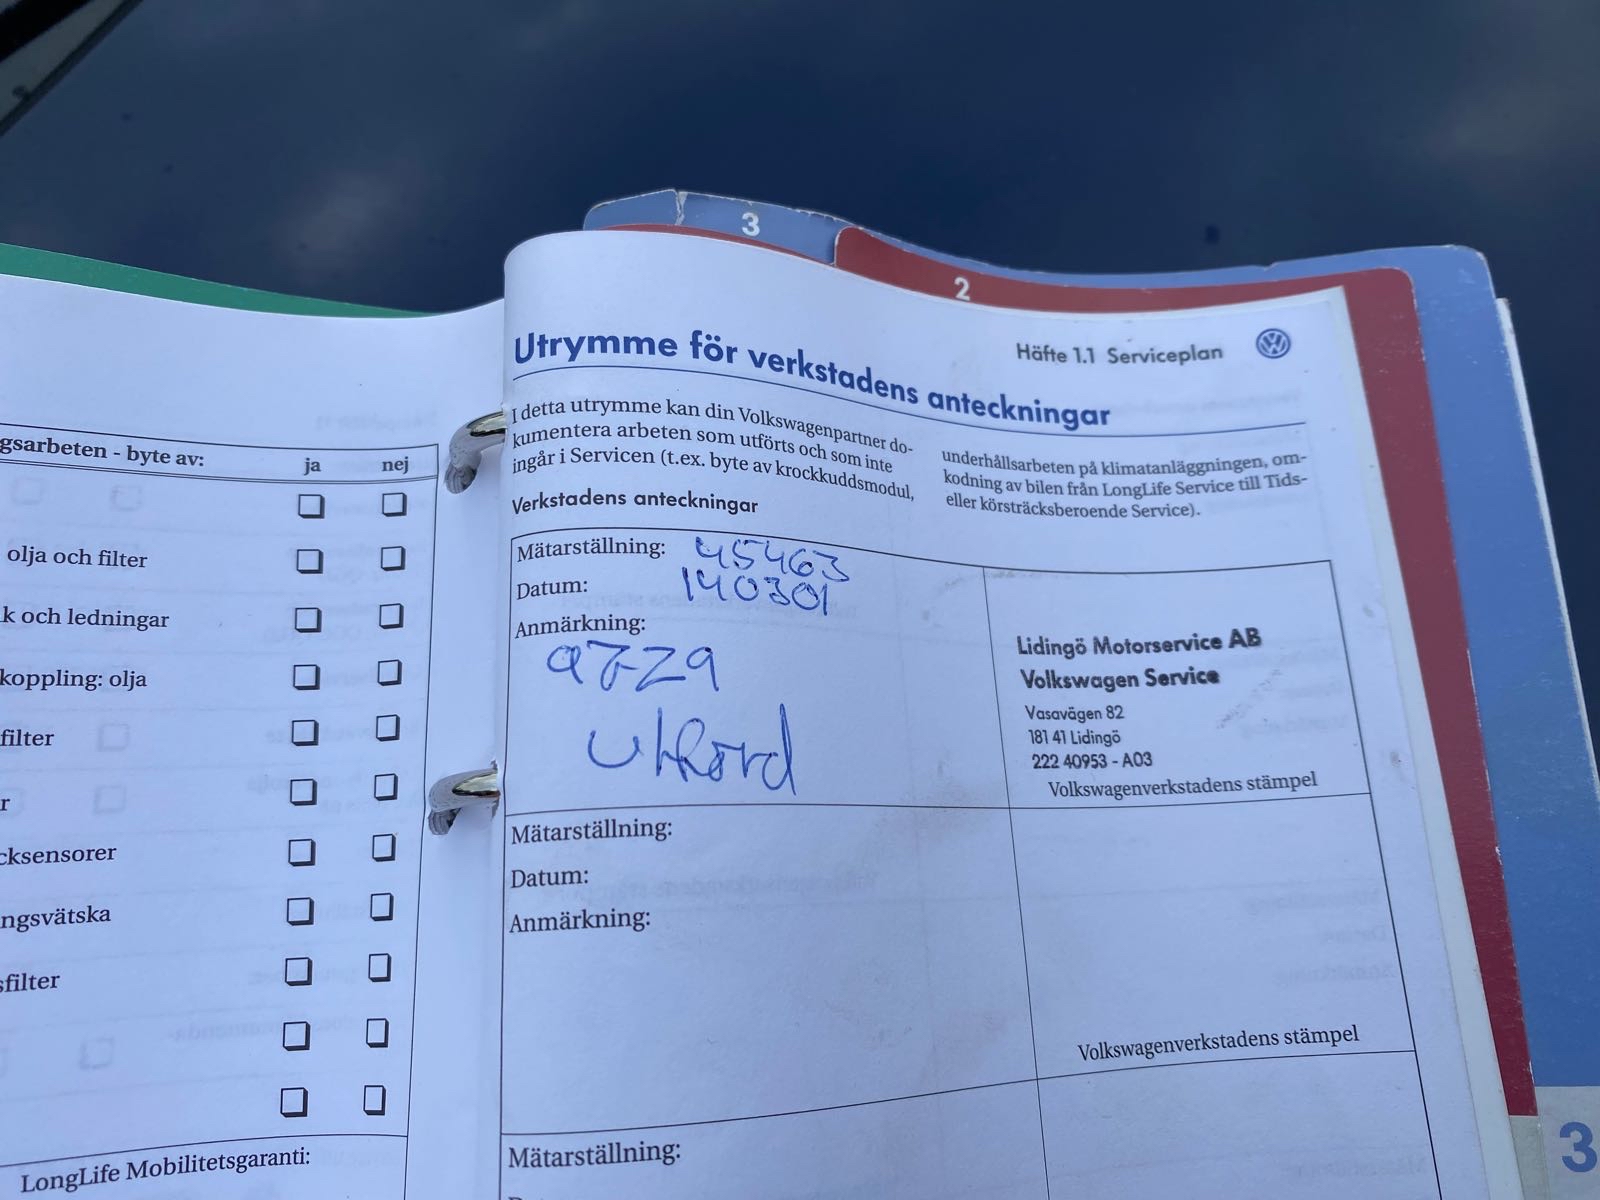 3
2
gsarbeten - byte av:
ja nej
olja och filter
k och ledningar
koppling: olja
filter
r
cksensorer
ngsvätska
sfilter
LongLife Mobilitetsgaranti:
Häfte 1.1 Serviceplan
Utrymme för verkstadens anteckningar
I detta utrymme kan din Volkswagenpartner do-
kumentera arbeten som utförts och som inte
ingår i Servicen (t.ex. byte av krockkuddsmodul,
underhållsarbeten på klimatanläggningen, om-
kodning av bilen från LongLife Service till Tids-
eller körsträcksberoende Service).
Verkstadens anteckningar
Mätarställning: 45463
Datum: 140301
Anmärkning:
97Z9
utförd
Lidingö Motorservice AB
Volkswagen Service
Vasavägen 82
181 41 Lidingö
222 40953 - A03
Volkswagenverkstadens stämpel
Mätarställning:
Datum:
Anmärkning:
Volkswagenverkstadens stämpel
Mätarställning:
3